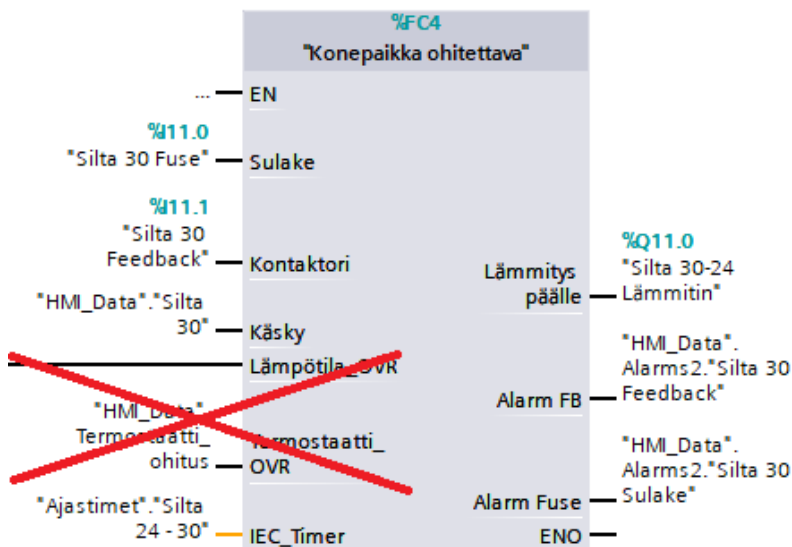 %FC4
"Konepaikka ohitettava"
... EN
%I11.0
"Silta 30 Fuse" Sulake
%I11.1
"Silta 30
Feedback" Kontaktori
"HMI_Data"."Silta
30" Käsky
Lämpötila_OVR
"HMI_Data".
Termostaatti_
ohitus
Termostaatti_
OVR
"Ajastimet"."Silta
24 - 30" IEC_Timer
Lämmitys
päälle
%Q11.0
"Silta 30-24
Lämmitin"
Alarm FB
"HMI_Data".
Alarms2."Silta 30
Feedback"
Alarm Fuse
"HMI_Data".
Alarms2."Silta 30
Sulake"
ENO